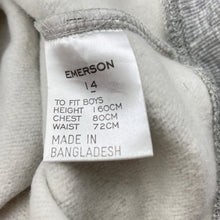 EMERSON
14
TO FIT BOYS
HEIGHT 160CM
CHEST 80CM
WAIST 72CM
MADE IN
BANGLADESH